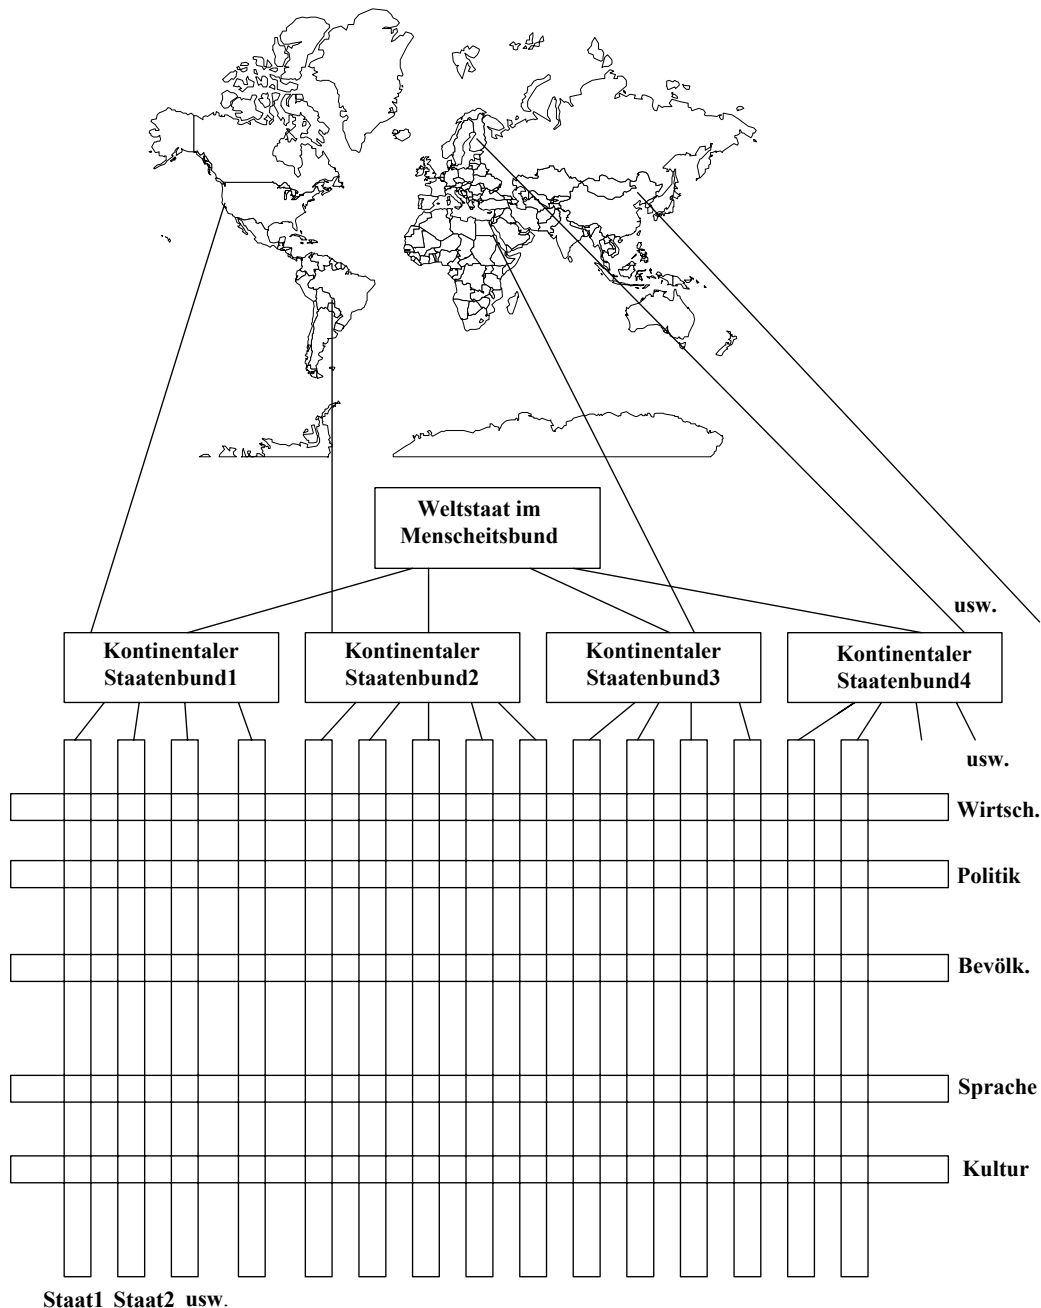 Weltstaat im
Menscheitsbund
usw.
Kontinentaler
Staatenbund1
Kontinentaler
Staatenbund2
Kontinentaler
Staatenbund3
Kontinentaler
Staatenbund4
usw.
Wirtsch.
Politik
Bevölk.
Sprache
Kultur
Staat1 Staat2 usw.